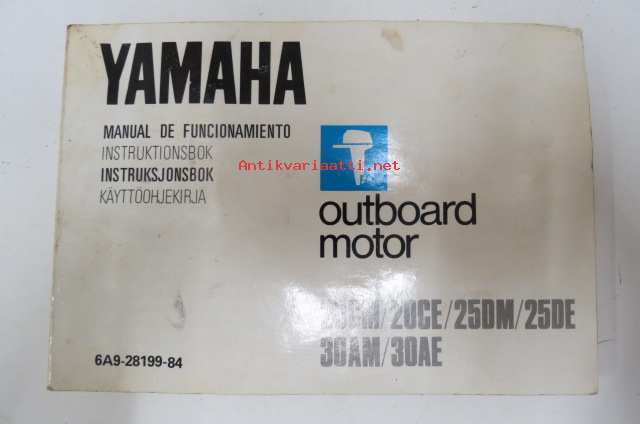 YAMAHA
MANUAL DE FUNCIONAMIENTO
INSTRUKTIONSBOK
INSTRUKSJONSBOK
KÄYTTÖOHJEKIRJA
Antikvariaatti.net
outboard
motor
/20CE/25DM/25DE
30AM/30AE
6A9-28199-84